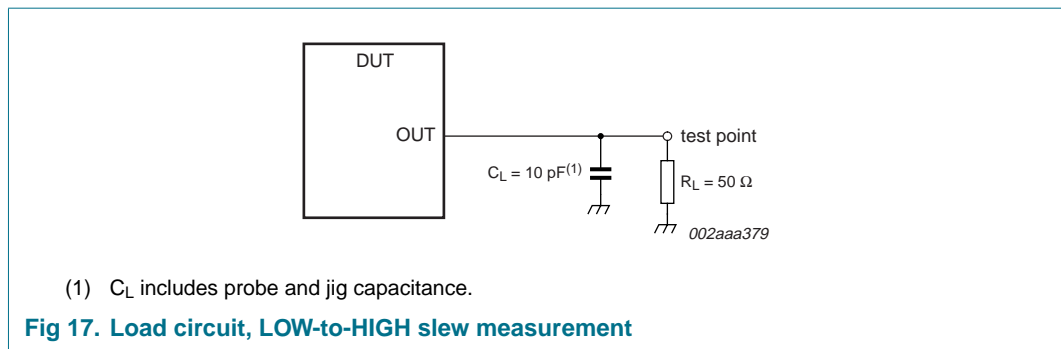 DUT
OUT
test point
C_L = 10 pF(1)
R_L = 50 Ω
002aaa379
(1) C_L includes probe and jig capacitance.
Fig 17. Load circuit, LOW-to-HIGH slew measurement